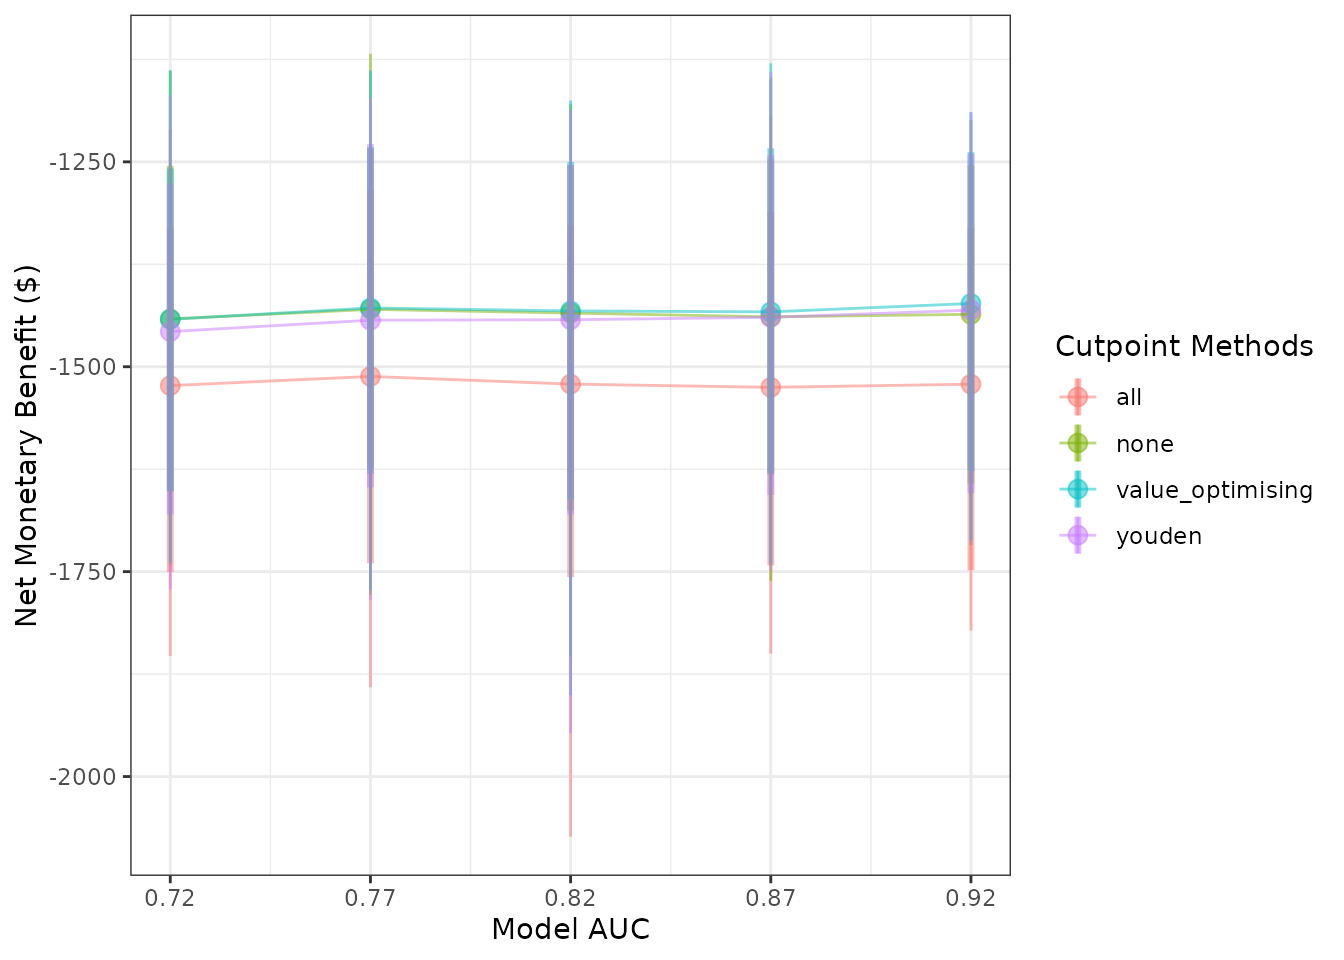 Net Monetary Benefit ($)
-1250
-1500
-1750
-2000
0.72 0.77 0.82 0.87 0.92
Model AUC
Cutpoint Methods
all
none
value_optimising
youden